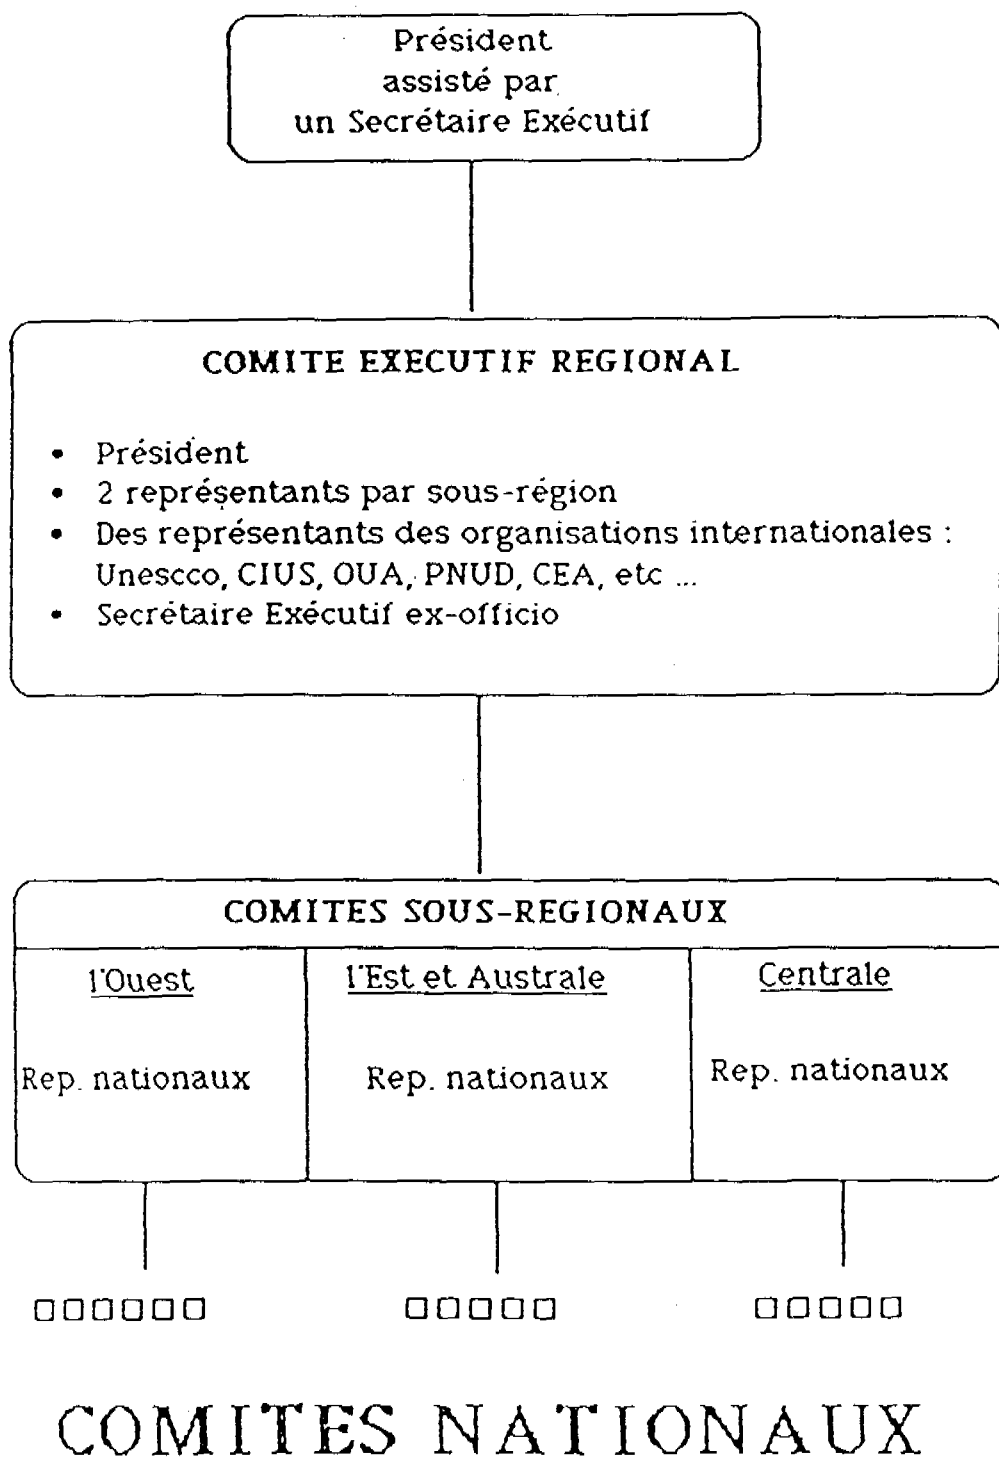 Président
assisté par
un Secrétaire Exécutif
COMITE EXECUTIF REGIONAL
• Président
• 2 représentants par sous-région
• Des représentants des organisations internationales :
Unescco, CIUS, OUA, PNUD, CEA, etc ...
• Secrétaire Exécutif ex-officio
COMITES SOUS-REGIONAUX
l'Ouest
l'Est et Australe
Centrale
Rep. nationaux
Rep. nationaux
Rep. nationaux
COMITES NATIONAUX